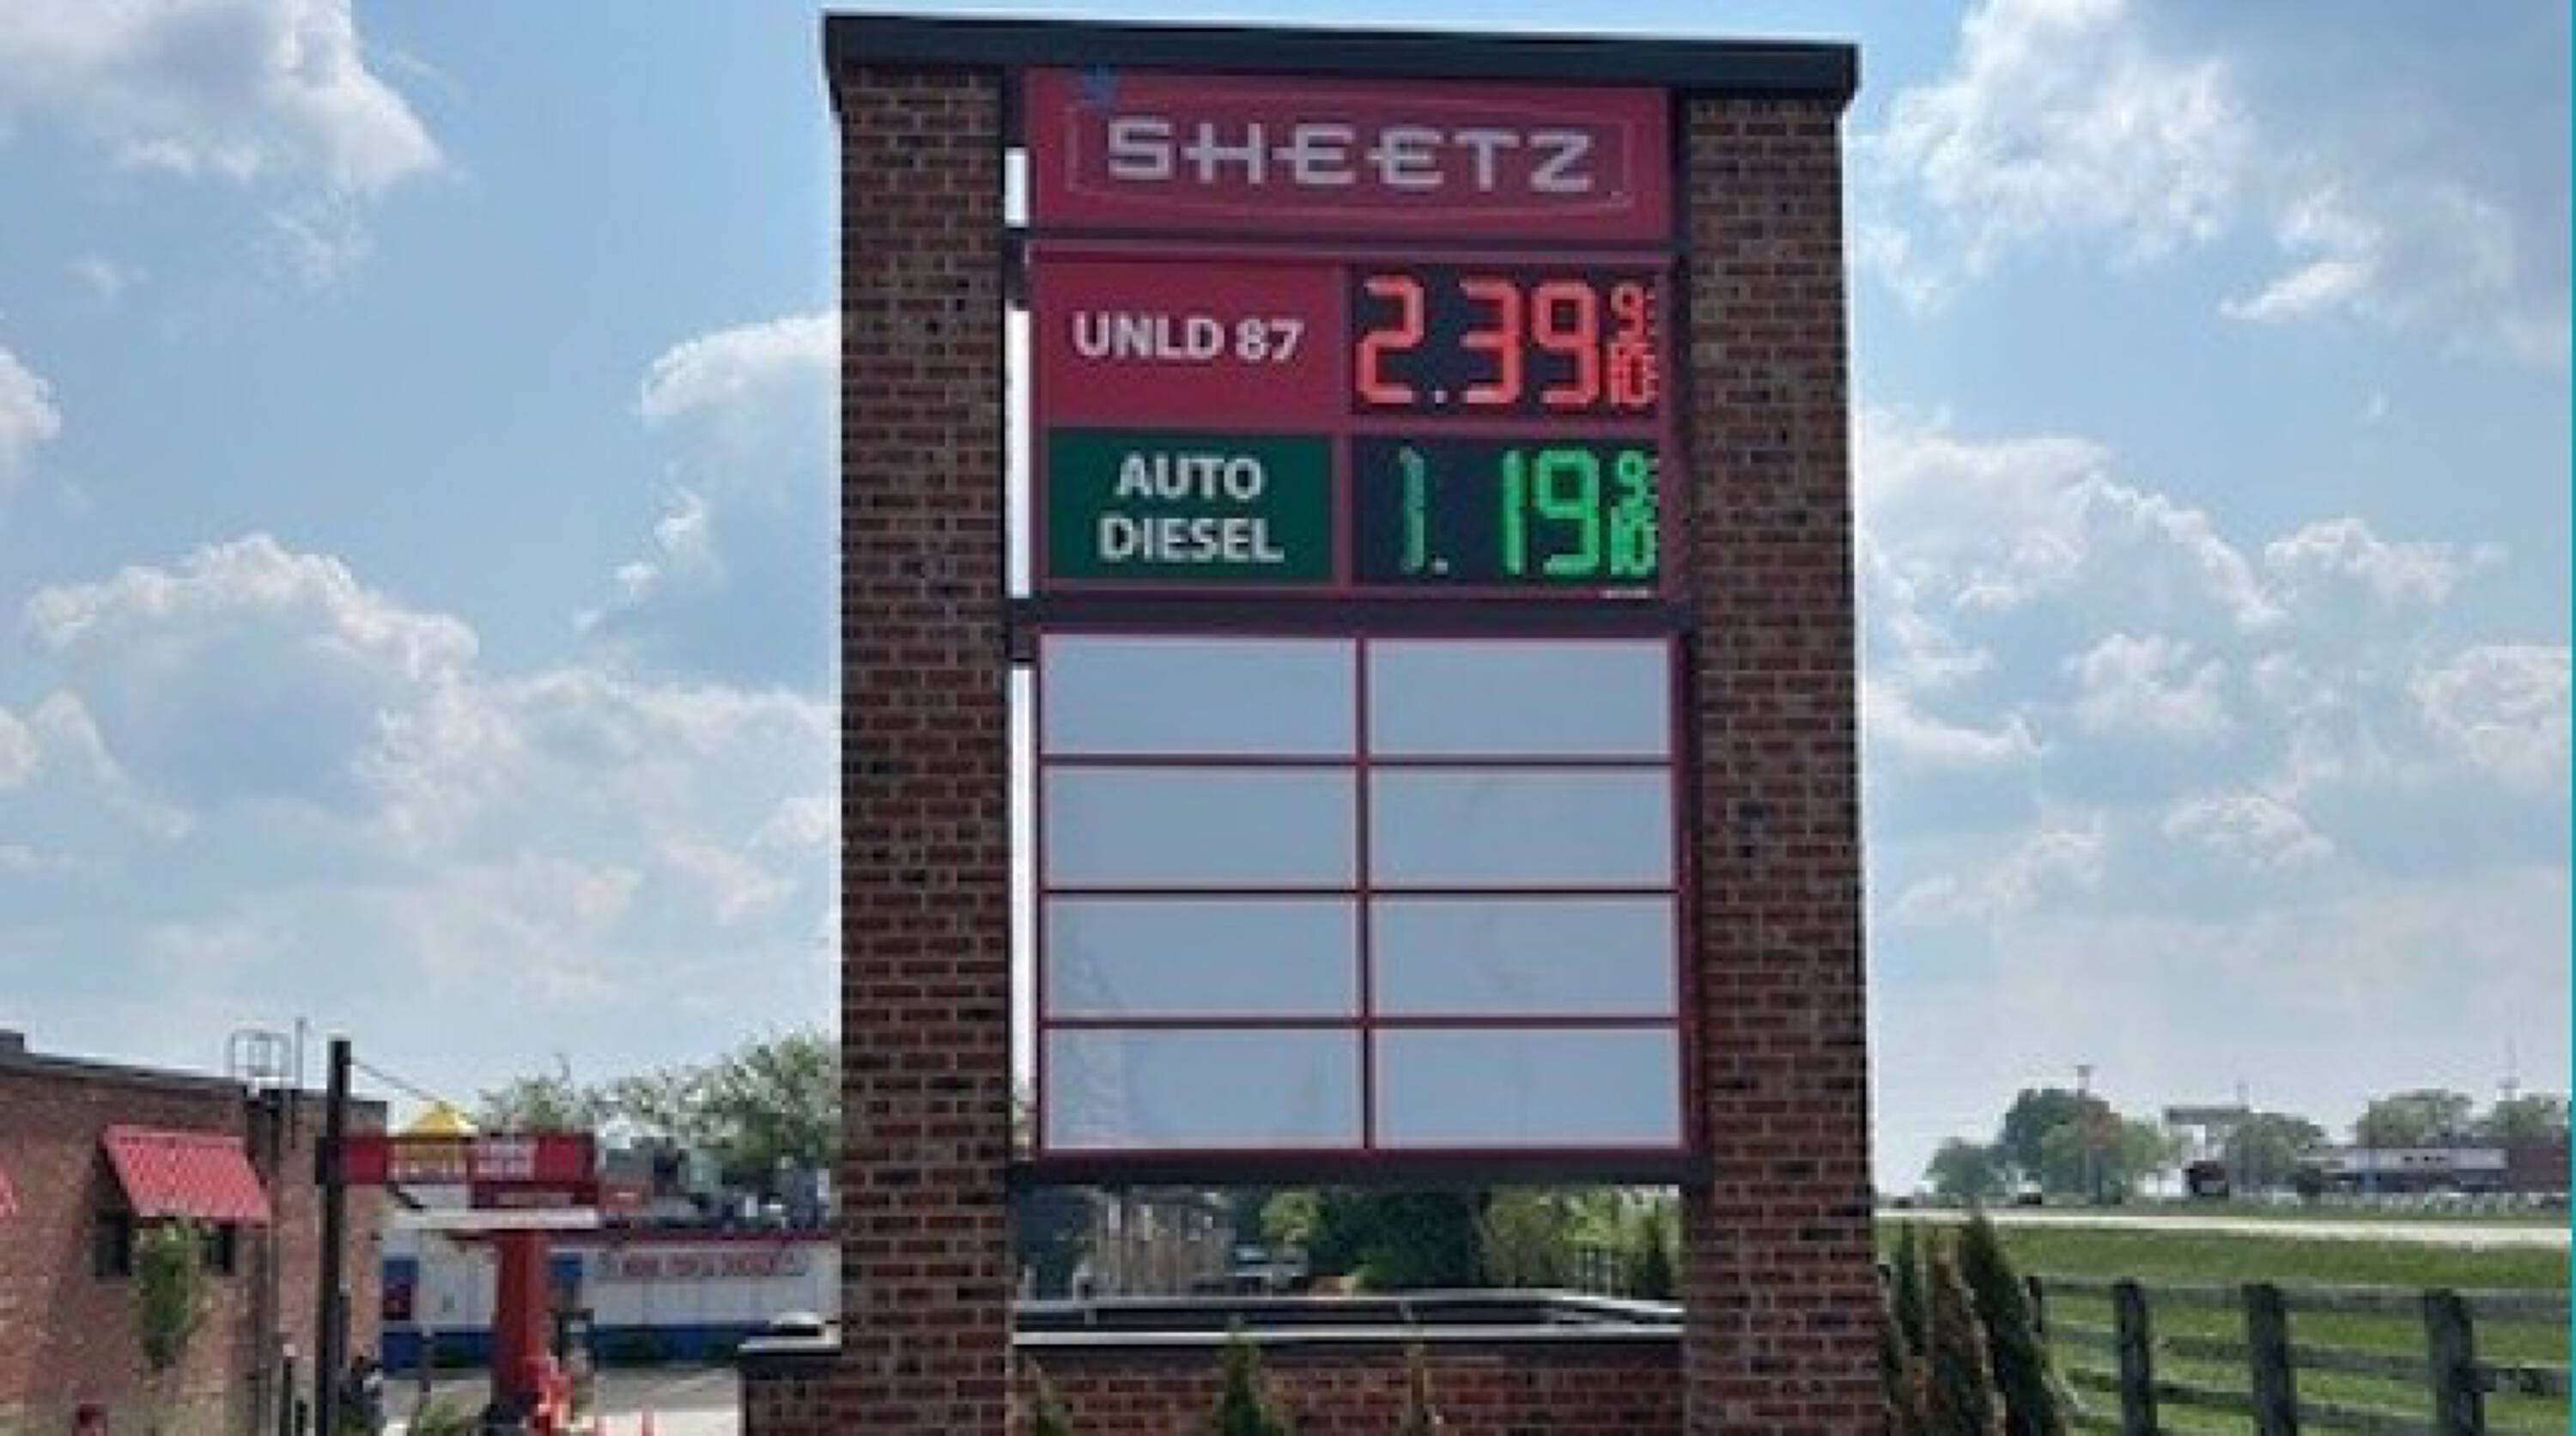 SHEETZ
UNLD 87 2.39 9/10
AUTO
DIESEL 1.19 9/10